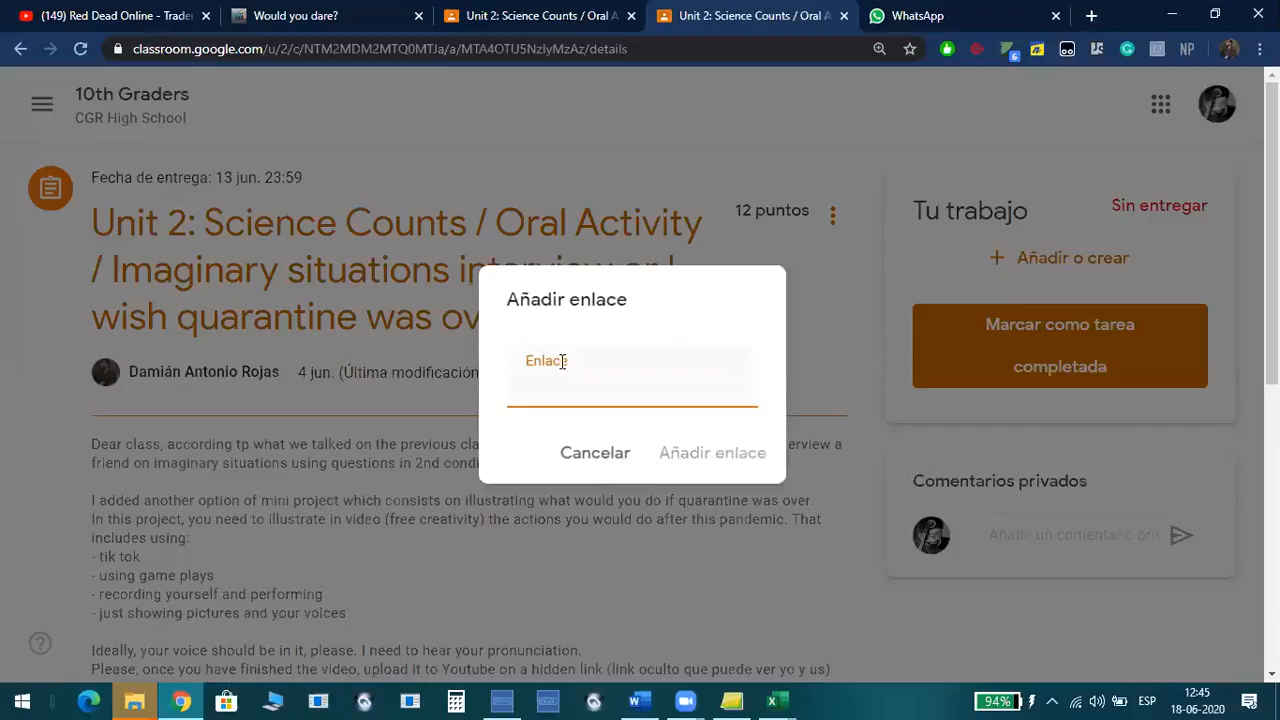 (149) Red Dead Online - Trader
Would you dare?
Unit 2: Science Counts / Oral A
Unit 2: Science Counts / Oral A
WhatsApp
classroom.google.com/u/2/c/NTM2MDM2MTQ0MTJa/a/MTA4OTU5NzIyMzAz/details
6
NP
10th Graders
CGR High School
Fecha de entrega: 13 jun. 23:59
Unit 2: Science Counts / Oral Activity
/ Imaginary situations interview or I
wish quarantine was ov
12 puntos
Damián Antonio Rojas
4 jun. (Última modificación
Dear class, according tp what we talked on the previous cla
erview a
friend on imaginary situations using questions in 2nd condi
I added another option of mini project which consists on illustrating what would you do if quarantine was over.
In this project, you need to illustrate in video (free creativity) the actions you would do after this pandemic. That
includes using:
- tik tok
- using game plays
- recording yourself and performing
- just showing pictures and your voices
Ideally, your voice should be in it, please. I need to hear your pronunciation.
Please, once you have finished the video, upload it to Youtube on a hidden link (link oculto que puede ver yo y us)
Añadir enlace
Enlace
Cancelar
Añadir enlace
Tu trabajo
Sin entregar
+ Añadir o crear
Marcar como tarea
completada
Comentarios privados
Añade un comentario priv
94%
ESP
12:45
18-06-2020